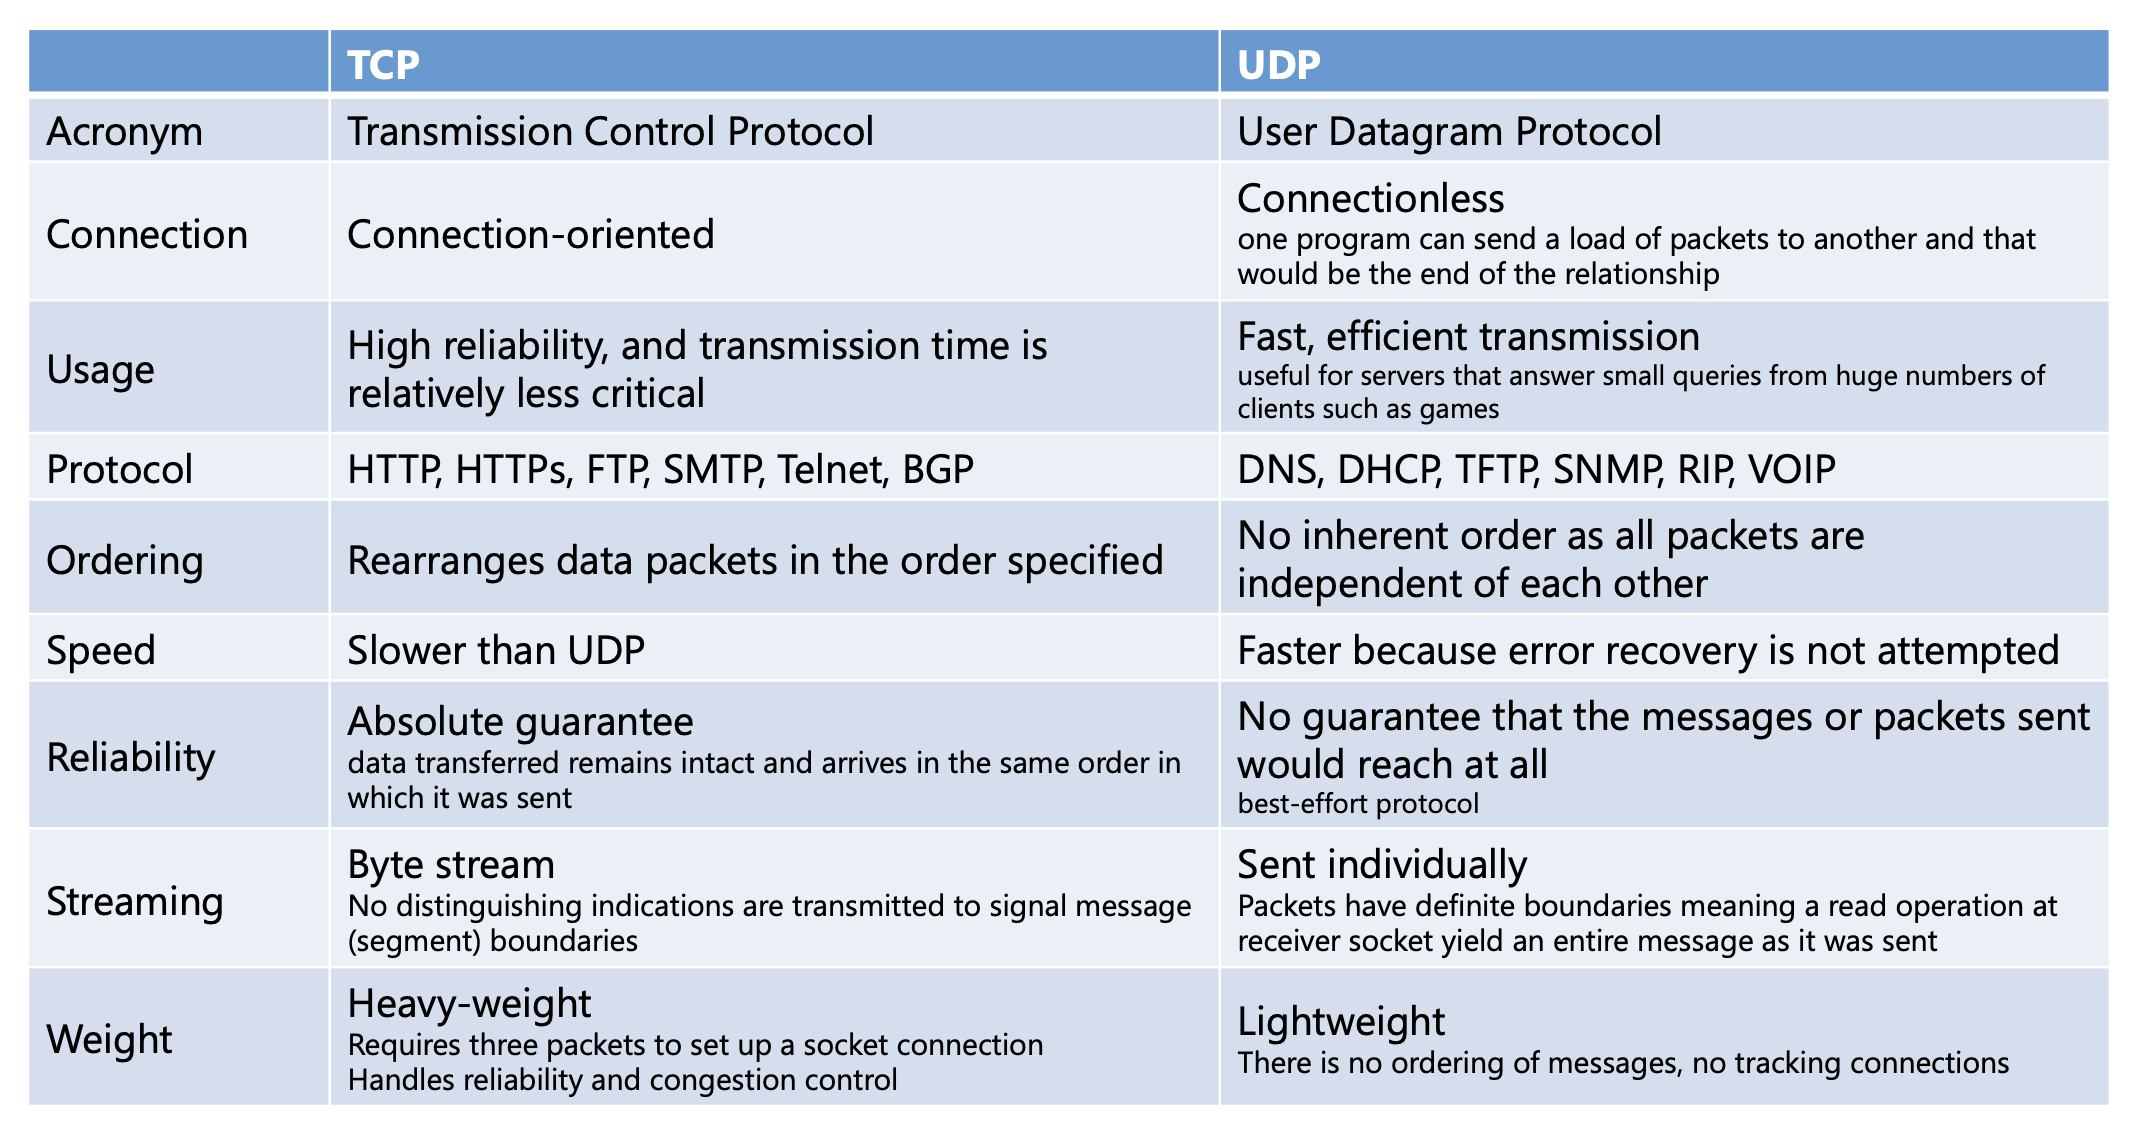 TCP
UDP
Acronym
Transmission Control Protocol
User Datagram Protocol
Connection
Connection-oriented
Connectionless
one program can send a load of packets to another and that
would be the end of the relationship
Usage
High reliability, and transmission time is
relatively less critical
Fast, efficient transmission
useful for servers that answer small queries from huge numbers of
clients such as games
Protocol
HTTP, HTTPs, FTP, SMTP, Telnet, BGP
DNS, DHCP, TFTP, SNMP, RIP, VOIP
Ordering
Rearranges data packets in the order specified
No inherent order as all packets are
independent of each other
Speed
Slower than UDP
Faster because error recovery is not attempted
Reliability
Absolute guarantee
data transferred remains intact and arrives in the same order in
which it was sent
No guarantee that the messages or packets sent
would reach at all
best-effort protocol
Streaming
Byte stream
No distinguishing indications are transmitted to signal message
(segment) boundaries
Sent individually
Packets have definite boundaries meaning a read operation at
receiver socket yield an entire message as it was sent
Weight
Heavy-weight
Requires three packets to set up a socket connection
Handles reliability and congestion control
Lightweight
There is no ordering of messages, no tracking connections